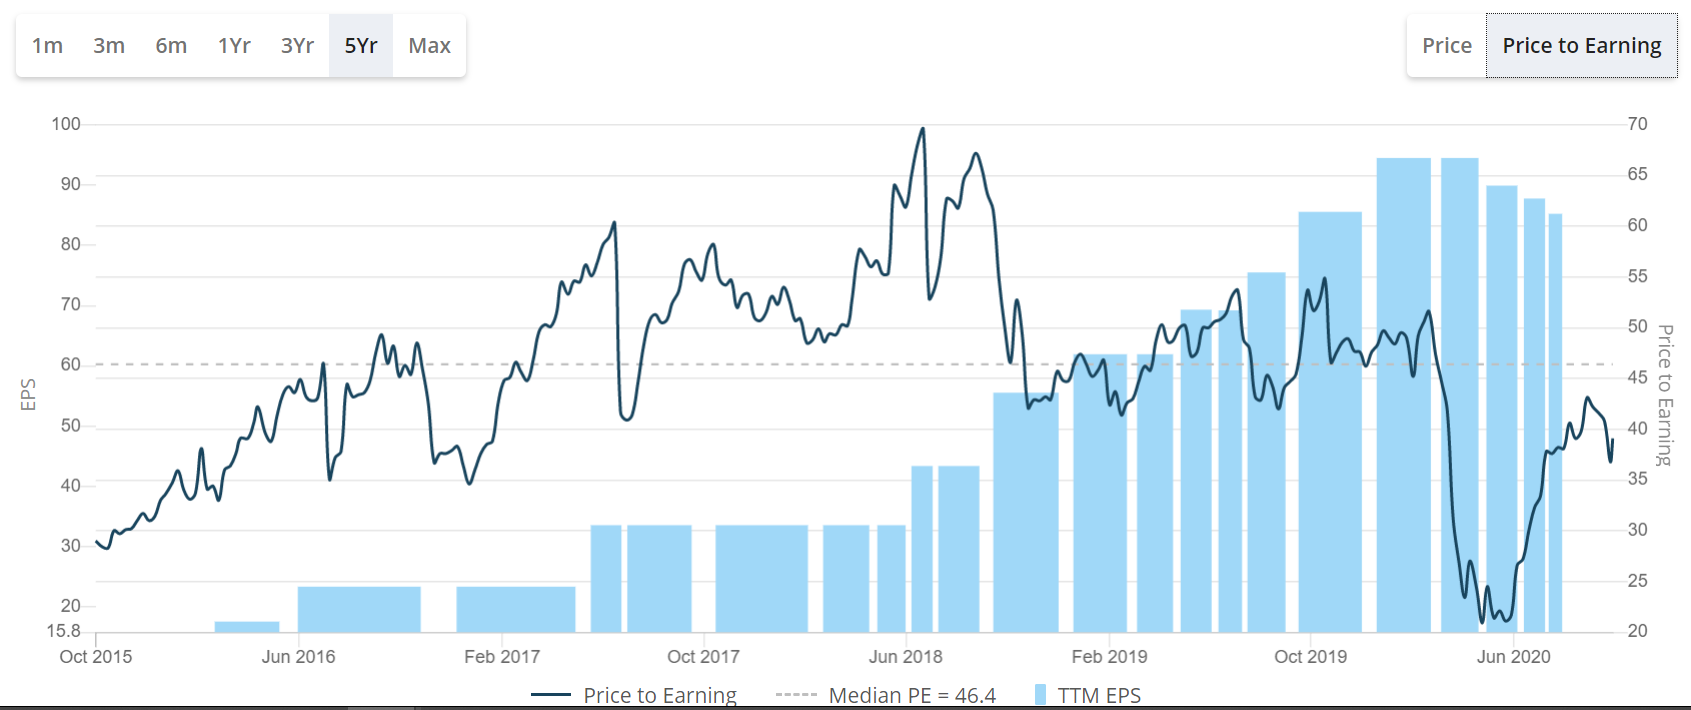 1m 3m 6m 1Yr 3Yr 5Yr Max Price Price to Earning
100 70
90 65
80 60
70 55
60 50
50 45
40 40
30 35
20 30
15.8 25
20
EPS
Price to Earning
Oct 2015 Jun 2016 Feb 2017 Oct 2017 Jun 2018 Feb 2019 Oct 2019 Jun 2020
Price to Earning Median PE = 46.4 TTM EPS